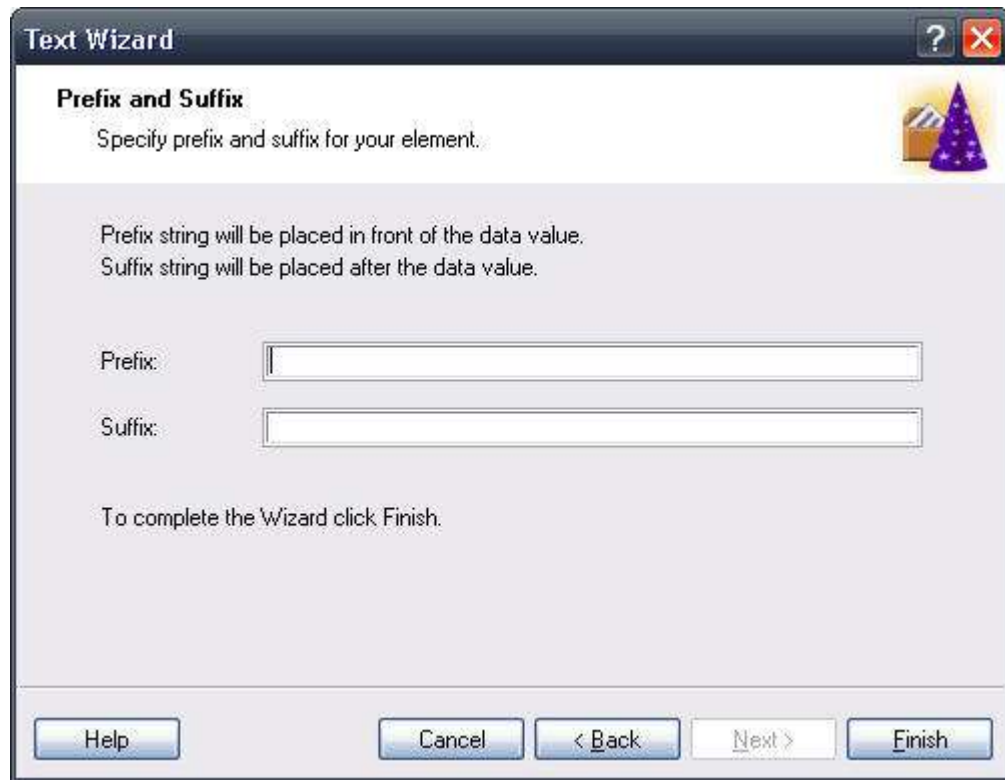 Text Wizard
?
Prefix and Suffix
Specify prefix and suffix for your element.
Prefix string will be placed in front of the data value.
Suffix string will be placed after the data value.
Prefix:
Suffix:
To complete the Wizard click Finish.
Help Cancel < Back Next > Finish